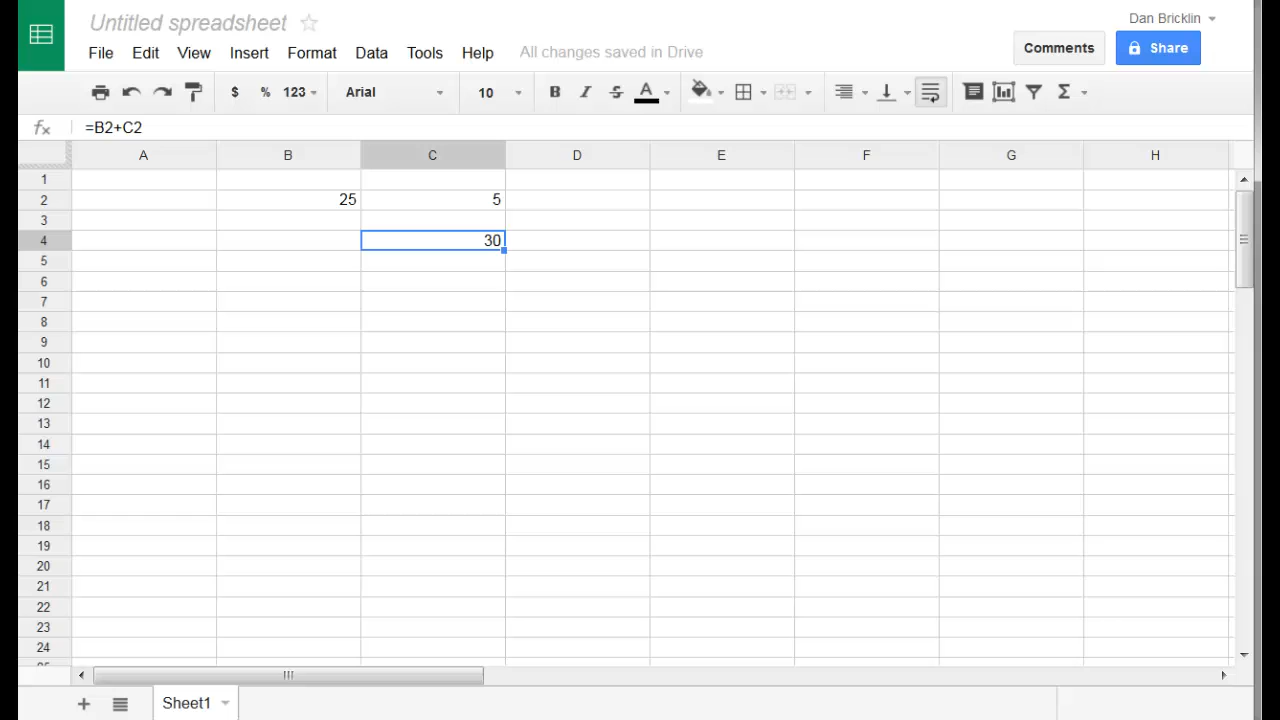 Untitled spreadsheet
Dan Bricklin
File Edit View Insert Format Data Tools Help All changes saved in Drive
Comments Share
$ % 123 Arial 10 B I S A Σ
fx =B2+C2
A B C D E F G H
1
2 25 5
3
4 30
5
6
7
8
9
10
11
12
13
14
15
16
17
18
19
20
21
22
23
24
25
+ Sheet1